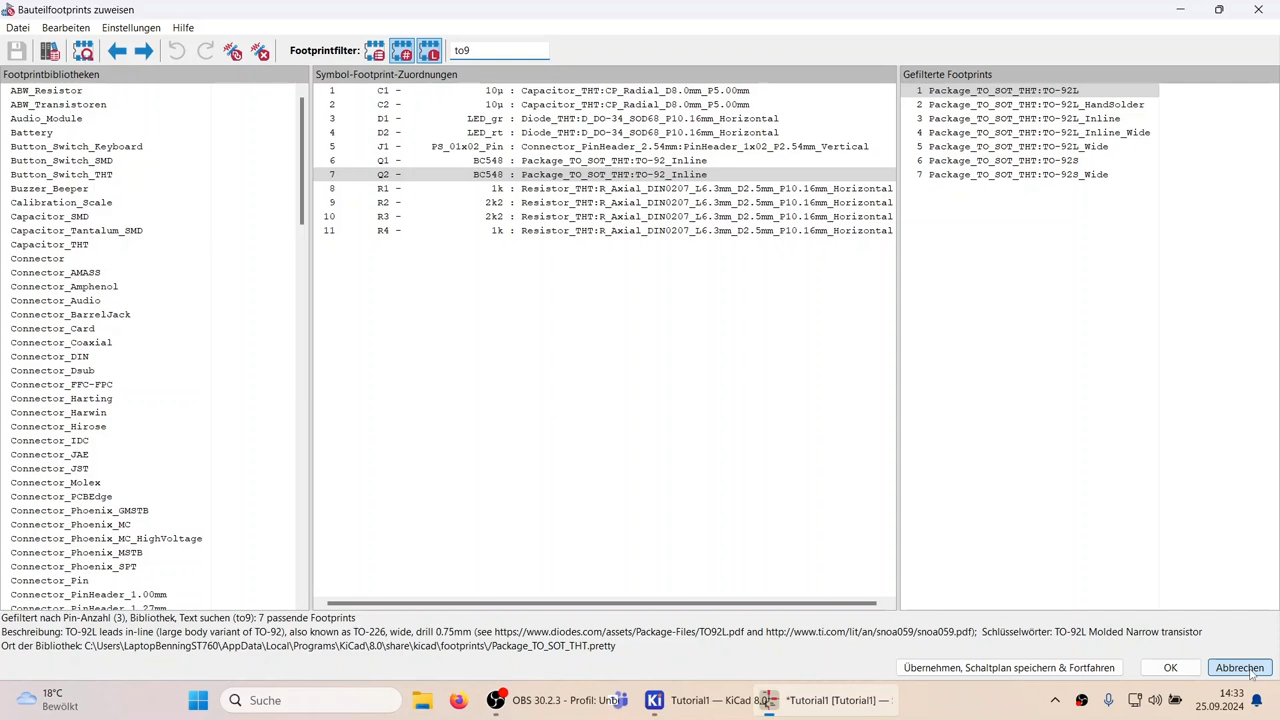 Bauteilfootprints zuweisen
Datei Bearbeiten Einstellungen Hilfe
Footprintfilter: to9
Footprintbibliotheken
ABW_Resistor
ABW_Transistoren
Audio_Module
Battery
Button_Switch_Keyboard
Button_Switch_SMD
Button_Switch_THT
Buzzer_Beeper
Calibration_Scale
Capacitor_SMD
Capacitor_Tantalum_SMD
Capacitor_THT
Connector
Connector_AMASS
Connector_Amphenol
Connector_Audio
Connector_BarrelJack
Connector_Card
Connector_Coaxial
Connector_DIN
Connector_Dsub
Connector_FFC-FPC
Connector_Harting
Connector_Harwin
Connector_Hirose
Connector_IDC
Connector_JAE
Connector_JST
Connector_Molex
Connector_PCBEdge
Connector_Phoenix_GMSTB
Connector_Phoenix_MC
Connector_Phoenix_MC_HighVoltage
Connector_Phoenix_MSTB
Connector_Phoenix_SPT
Connector_Pin
Connector_PinHeader_1.00mm
Connector_PinHeader_1.27mm
Symbol-Footprint-Zuordnungen
1 C1 - 10µ : Capacitor_THT:CP_Radial_D8.0mm_P5.00mm
2 C2 - 10µ : Capacitor_THT:CP_Radial_D8.0mm_P5.00mm
3 D1 - LED_gr : Diode_THT:D_DO-34_SOD68_P10.16mm_Horizontal
4 D2 - LED_rt : Diode_THT:D_DO-34_SOD68_P10.16mm_Horizontal
5 J1 - PS_01x02_Pin : Connector_PinHeader_2.54mm:PinHeader_1x02_P2.54mm_Vertical
6 Q1 - BC548 : Package_TO_SOT_THT:TO-92_Inline
7 Q2 - BC548 : Package_TO_SOT_THT:TO-92_Inline
8 R1 - 1k : Resistor_THT:R_Axial_DIN0207_L6.3mm_D2.5mm_P10.16mm_Horizontal
9 R2 - 2k2 : Resistor_THT:R_Axial_DIN0207_L6.3mm_D2.5mm_P10.16mm_Horizontal
10 R3 - 2k2 : Resistor_THT:R_Axial_DIN0207_L6.3mm_D2.5mm_P10.16mm_Horizontal
11 R4 - 1k : Resistor_THT:R_Axial_DIN0207_L6.3mm_D2.5mm_P10.16mm_Horizontal
Gefilterte Footprints
1 Package_TO_SOT_THT:TO-92L
2 Package_TO_SOT_THT:TO-92L_HandSolder
3 Package_TO_SOT_THT:TO-92L_Inline
4 Package_TO_SOT_THT:TO-92L_Inline_Wide
5 Package_TO_SOT_THT:TO-92L_Wide
6 Package_TO_SOT_THT:TO-92S
7 Package_TO_SOT_THT:TO-92S_Wide
Gefiltert nach Pin-Anzahl (3), Bibliothek, Text suchen (to9): 7 passende Footprints
Beschreibung: TO-92L leads in-line (large body variant of TO-92), also known as TO-226, wide, drill 0.75mm (see https://www.diodes.com/assets/Package-Files/TO92L.pdf and http://www.ti.com/lit/an/snoa059/snoa059.pdf); Schlüsselwörter: TO-92L Molded Narrow transistor
Ort der Bibliothek: C:\Users\LaptopBenningST760\AppData\Local\Programs\KiCad\8.0\share\kicad\footprints\/Package_TO_SOT_THT.pretty
Übernehmen, Schaltplan speichern & Fortfahren OK Abbrechen
18°C
Bewölkt
Suche
OBS 30.2.3 - Profil: Unb
Tutorial1 — KiCad 8.0
*Tutorial1 [Tutorial1] —
14:33
25.09.2024